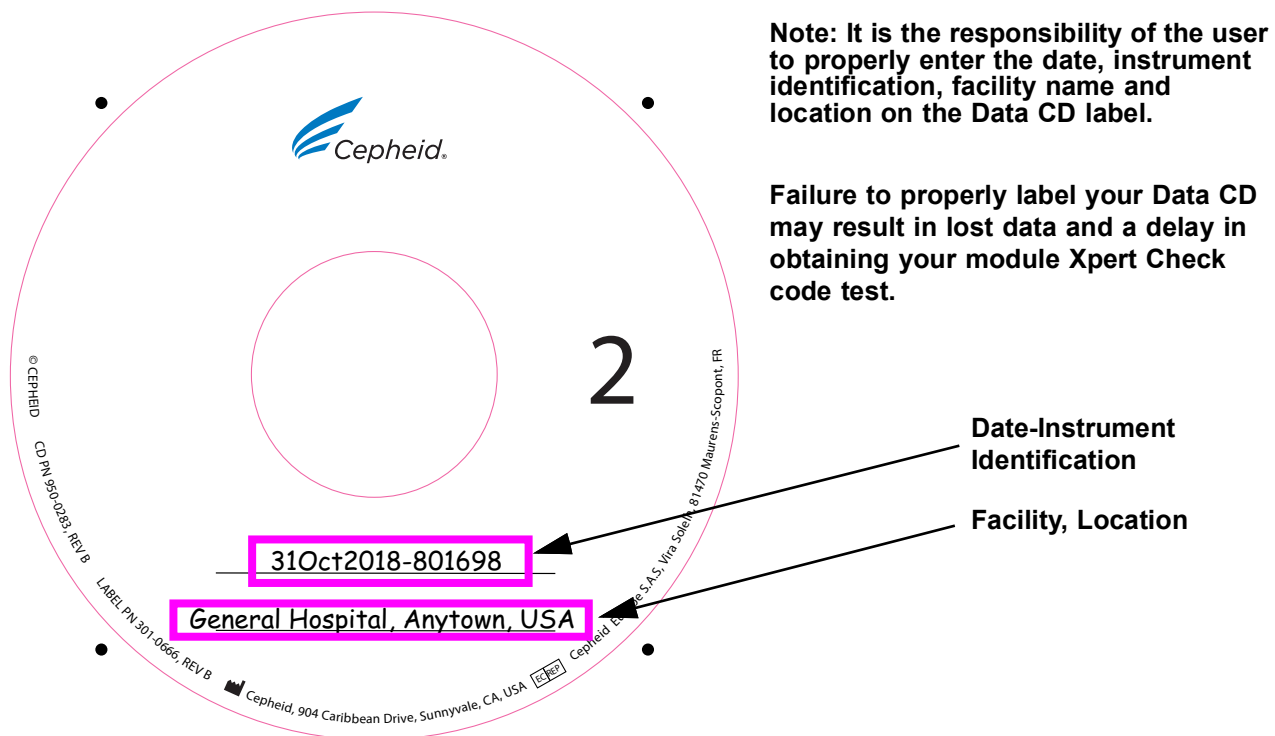 Note: It is the responsibility of the user
to properly enter the date, instrument
identification, facility name and
location on the Data CD label.
Failure to properly label your Data CD
may result in lost data and a delay in
obtaining your module Xpert Check
code test.
Cepheid®
2
Date-Instrument
Identification
Facility, Location
31Oct2018-801698
General Hospital, Anytown, USA
© CEPHEID CD PN 950-0283, REV B LABEL PN 301-0666, REV B Cepheid, 904 Caribbean Drive, Sunnyvale, CA, USA EC REP Cepheid S.A.S, Vira Solelh, 81470 Maurens-Scopont, FR